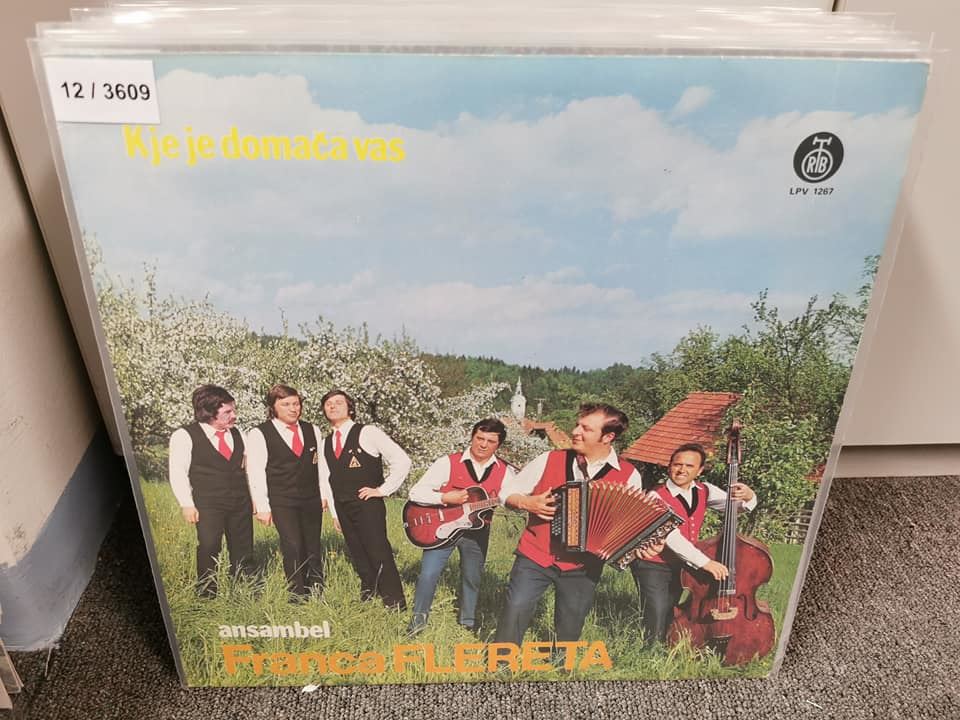 12 / 3609
Kje je domača vas
RTB
LPV 1267
ansambel
Franca FLERETA